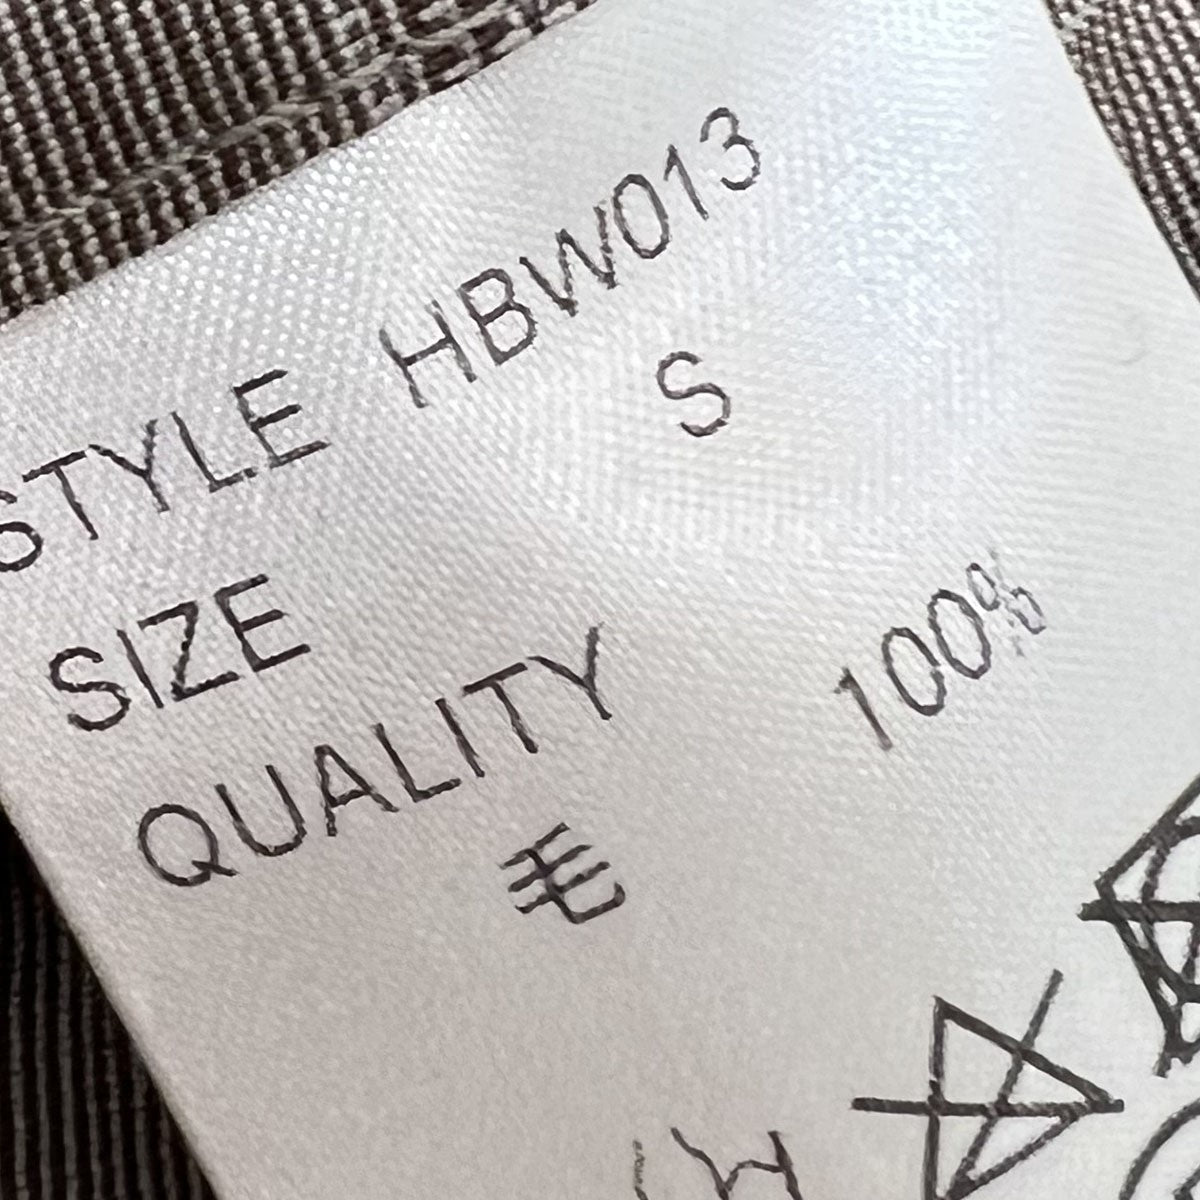 STYLE HBW013
SIZE S
QUALITY 100%
毛